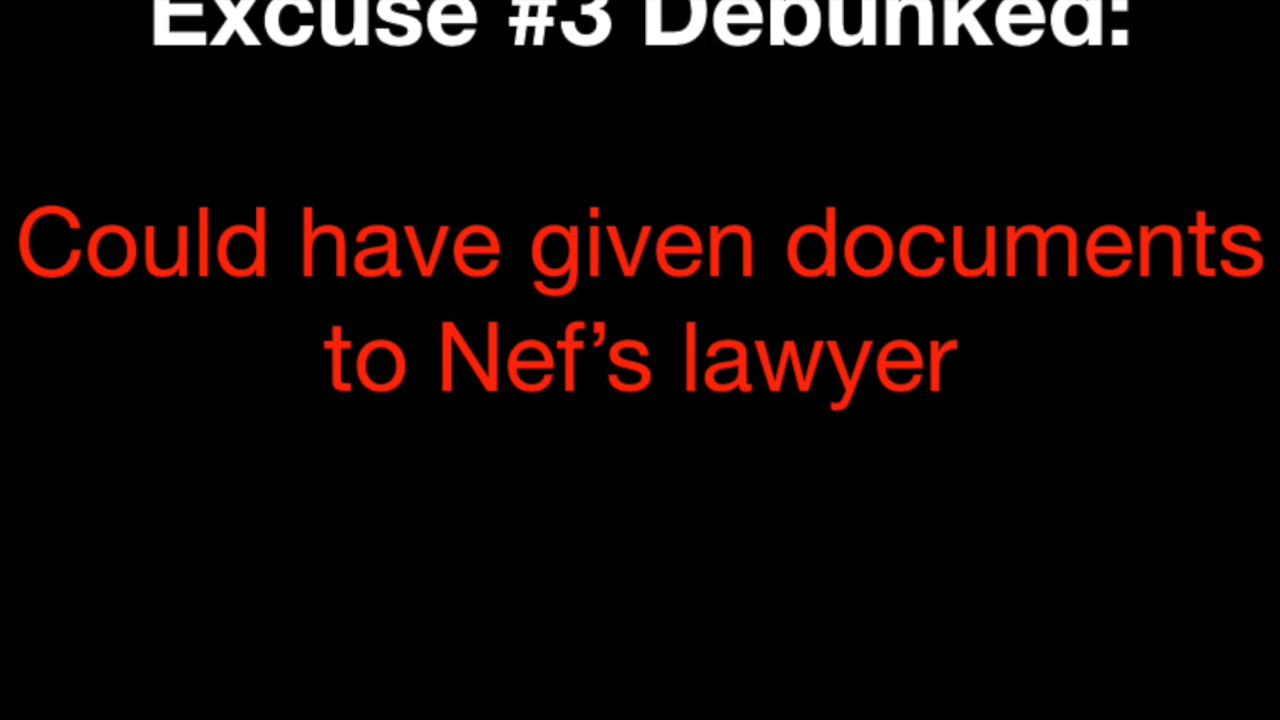 Excuse #3 Debunked:
Could have given documents
to Nef’s lawyer